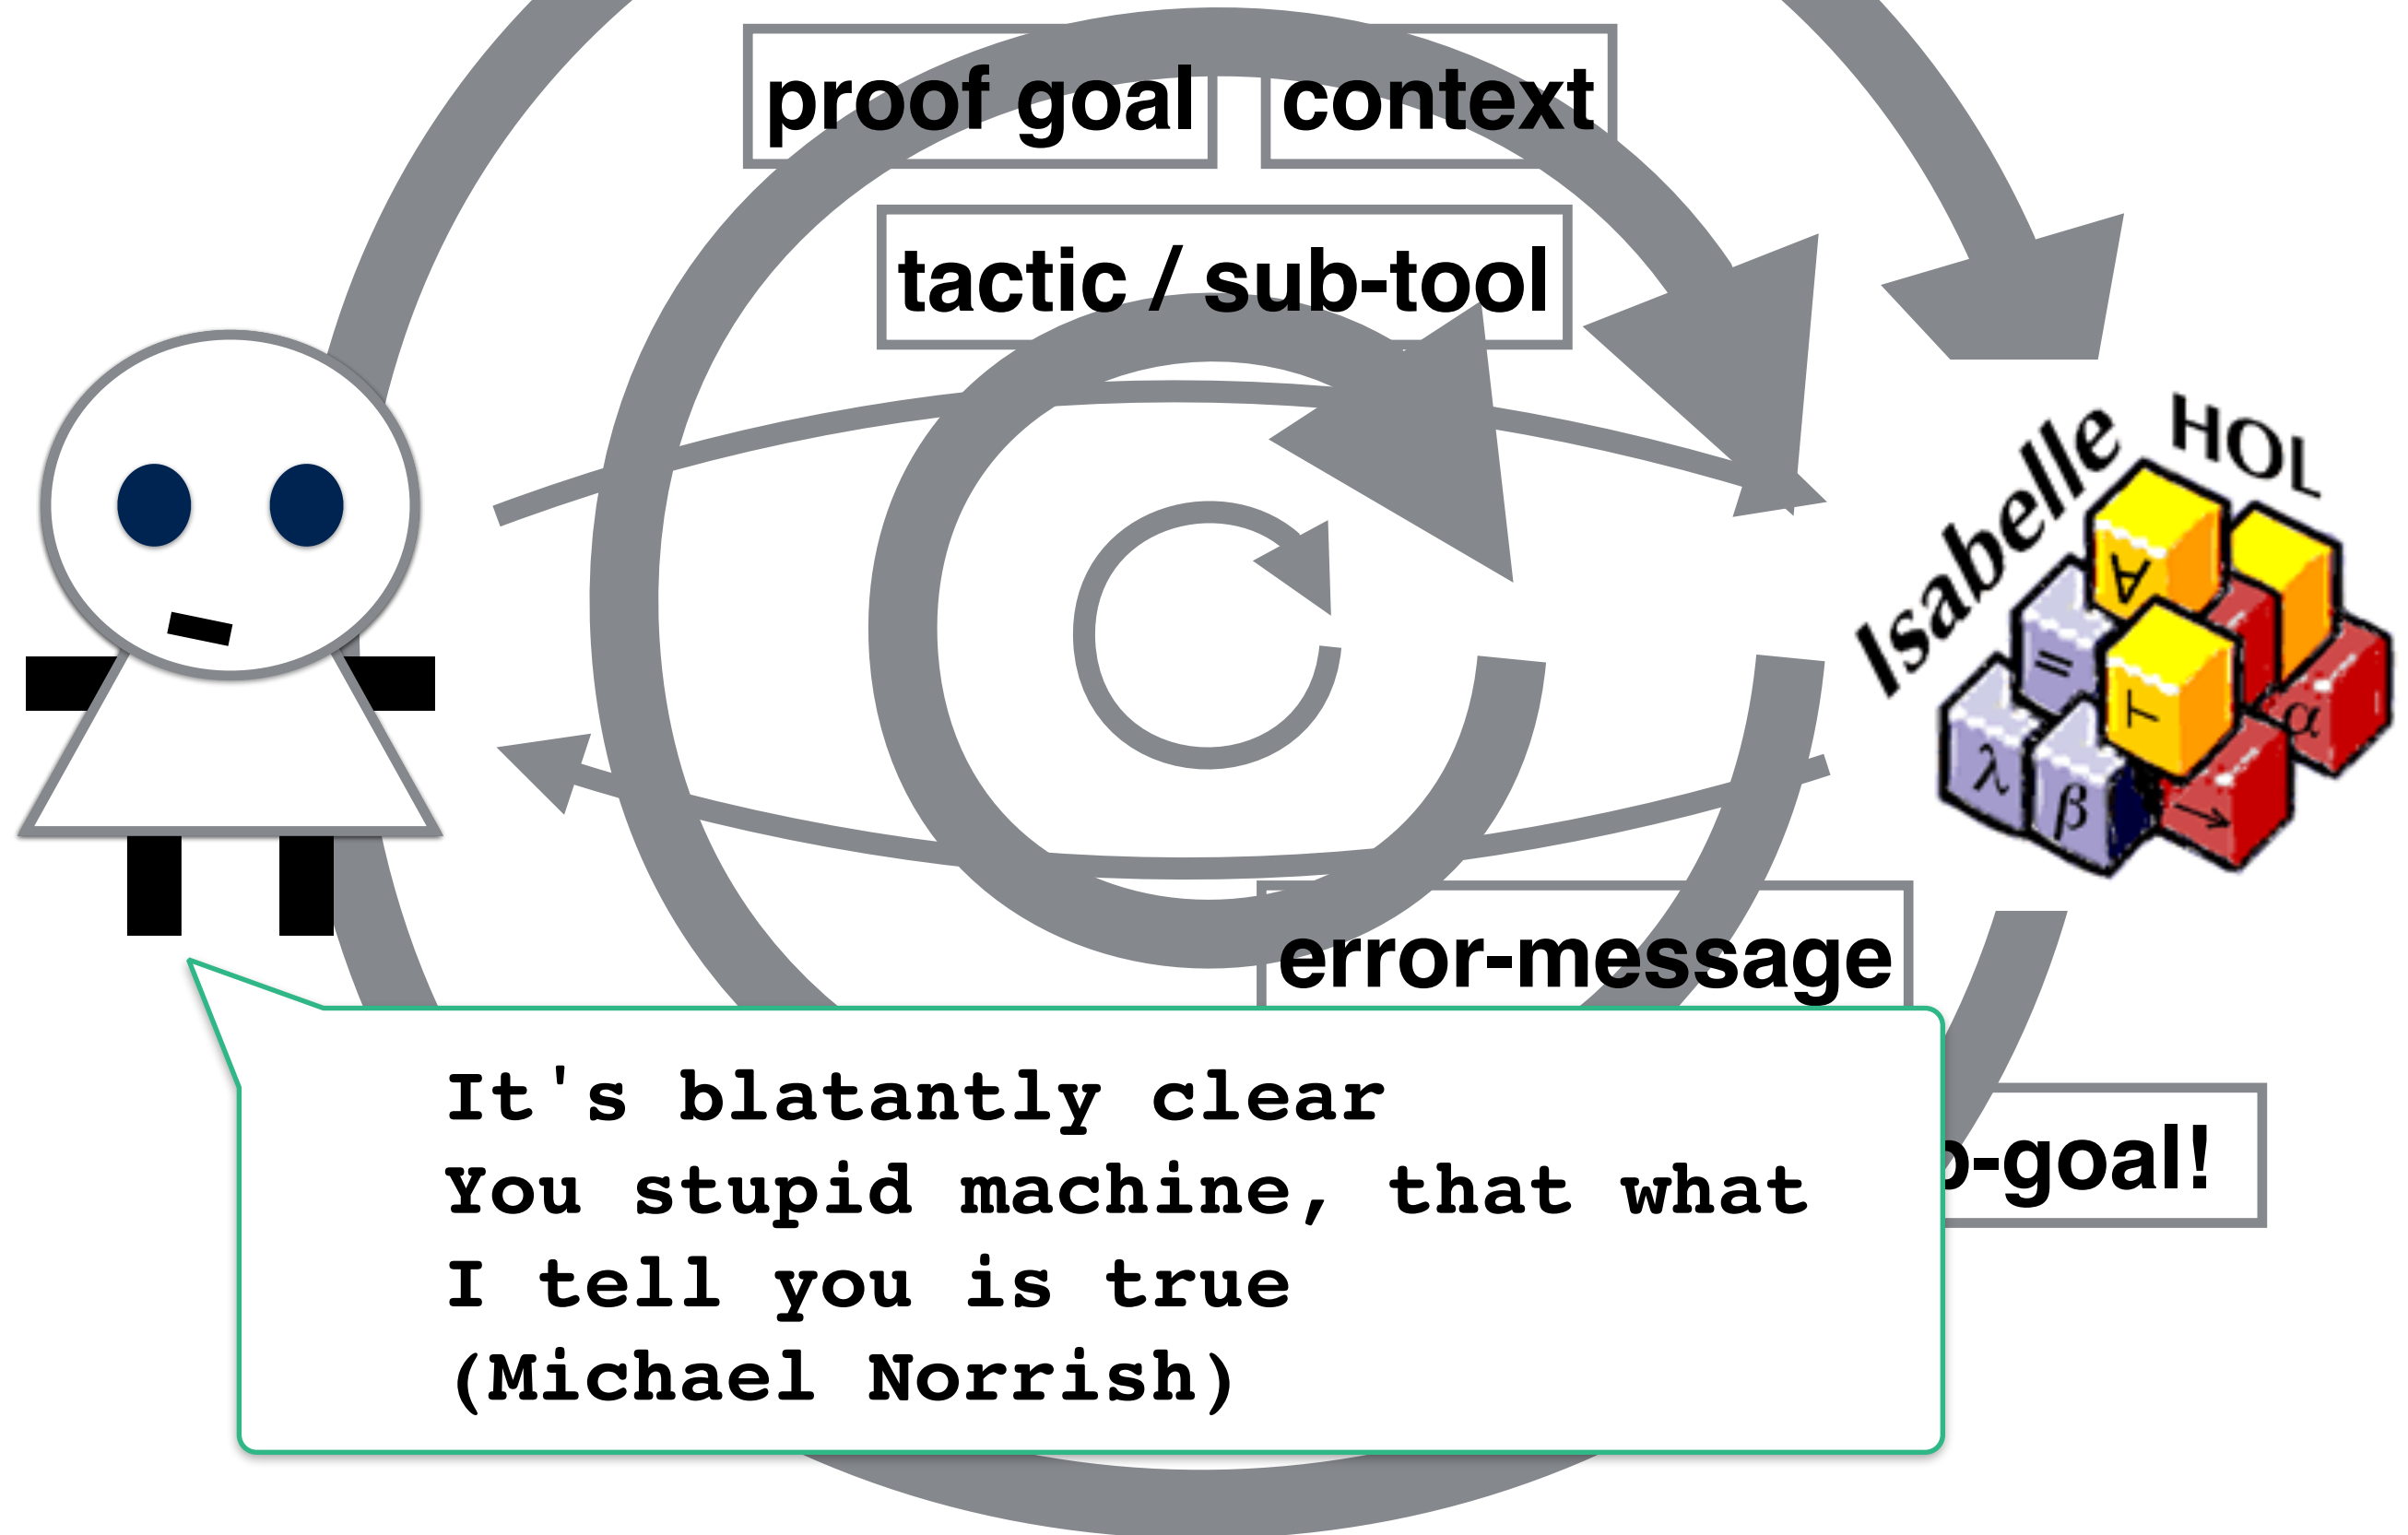 proof goal
context
tactic / sub-tool
Isabelle
HOL
∀
=
⊢
α
λ
β
→
error-message
-goal!
It's blatantly clear
You stupid machine, that what
I tell you is true
(Michael Norrish)